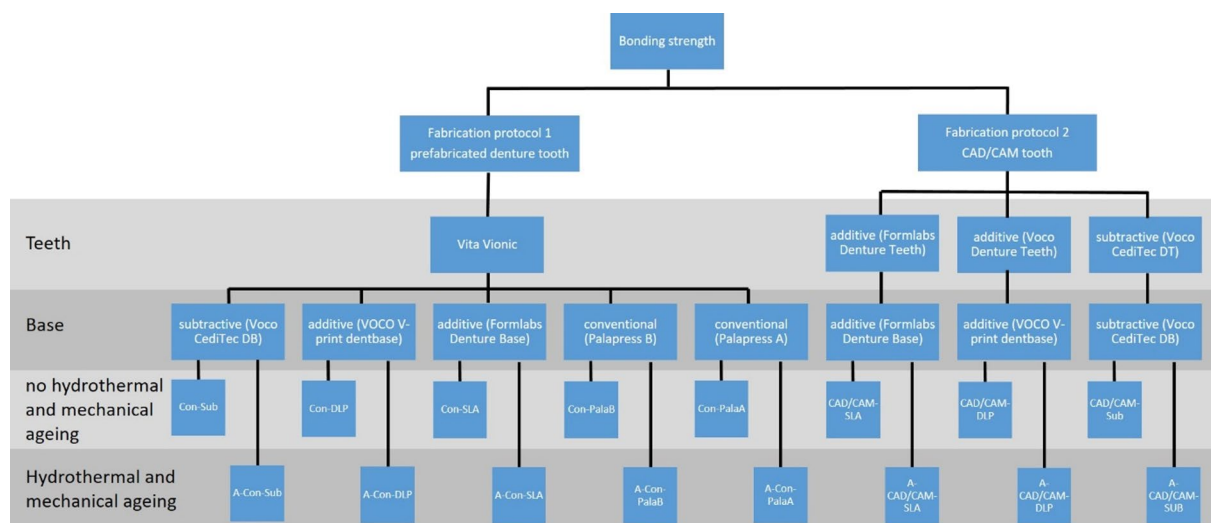 Bonding strength
Fabrication protocol 1
prefabricated denture tooth
Fabrication protocol 2
CAD/CAM tooth
Teeth
Vita Vionic
additive (Formlabs
Denture Teeth)
additive (Voco
Denture Teeth)
subtractive (Voco
CediTec DT)
Base
subtractive (Voco
CediTec DB)
additive (VOCO V-
print dentbase)
additive (Formlabs
Denture Base)
conventional
(Palapress B)
conventional
(Palapress A)
additive (Formlabs
Denture Base)
additive (VOCO V-
print dentbase)
subtractive (Voco
CediTec DB)
no hydrothermal
and mechanical
ageing
Con-Sub
Con-DLP
Con-SLA
Con-PalaB
Con-PalaA
CAD/CAM-
SLA
CAD/CAM-
DLP
CAD/CAM-
Sub
Hydrothermal and
mechanical ageing
A-Con-Sub
A-Con-DLP
A-Con-SLA
A-Con-
PalaB
A-Con-
PalaA
A-
CAD/CAM-
SLA
A-
CAD/CAM-
DLP
A-
CAD/CAM-
SUB